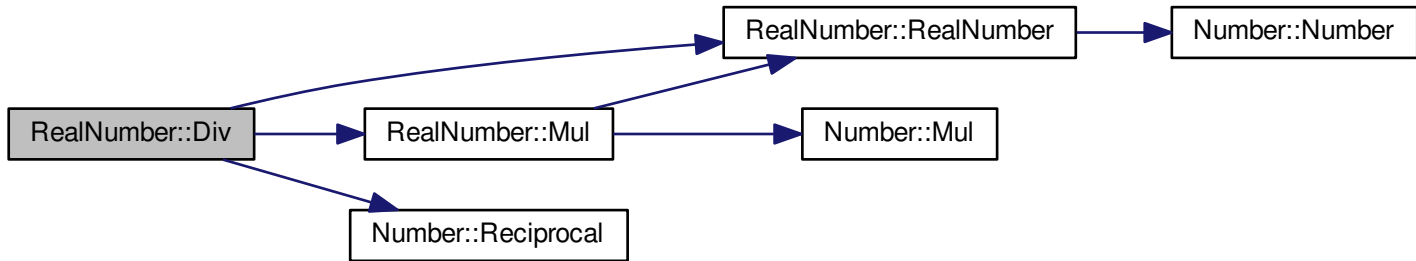 RealNumber::RealNumber
Number::Number
RealNumber::Div
RealNumber::Mul
Number::Mul
Number::Reciprocal